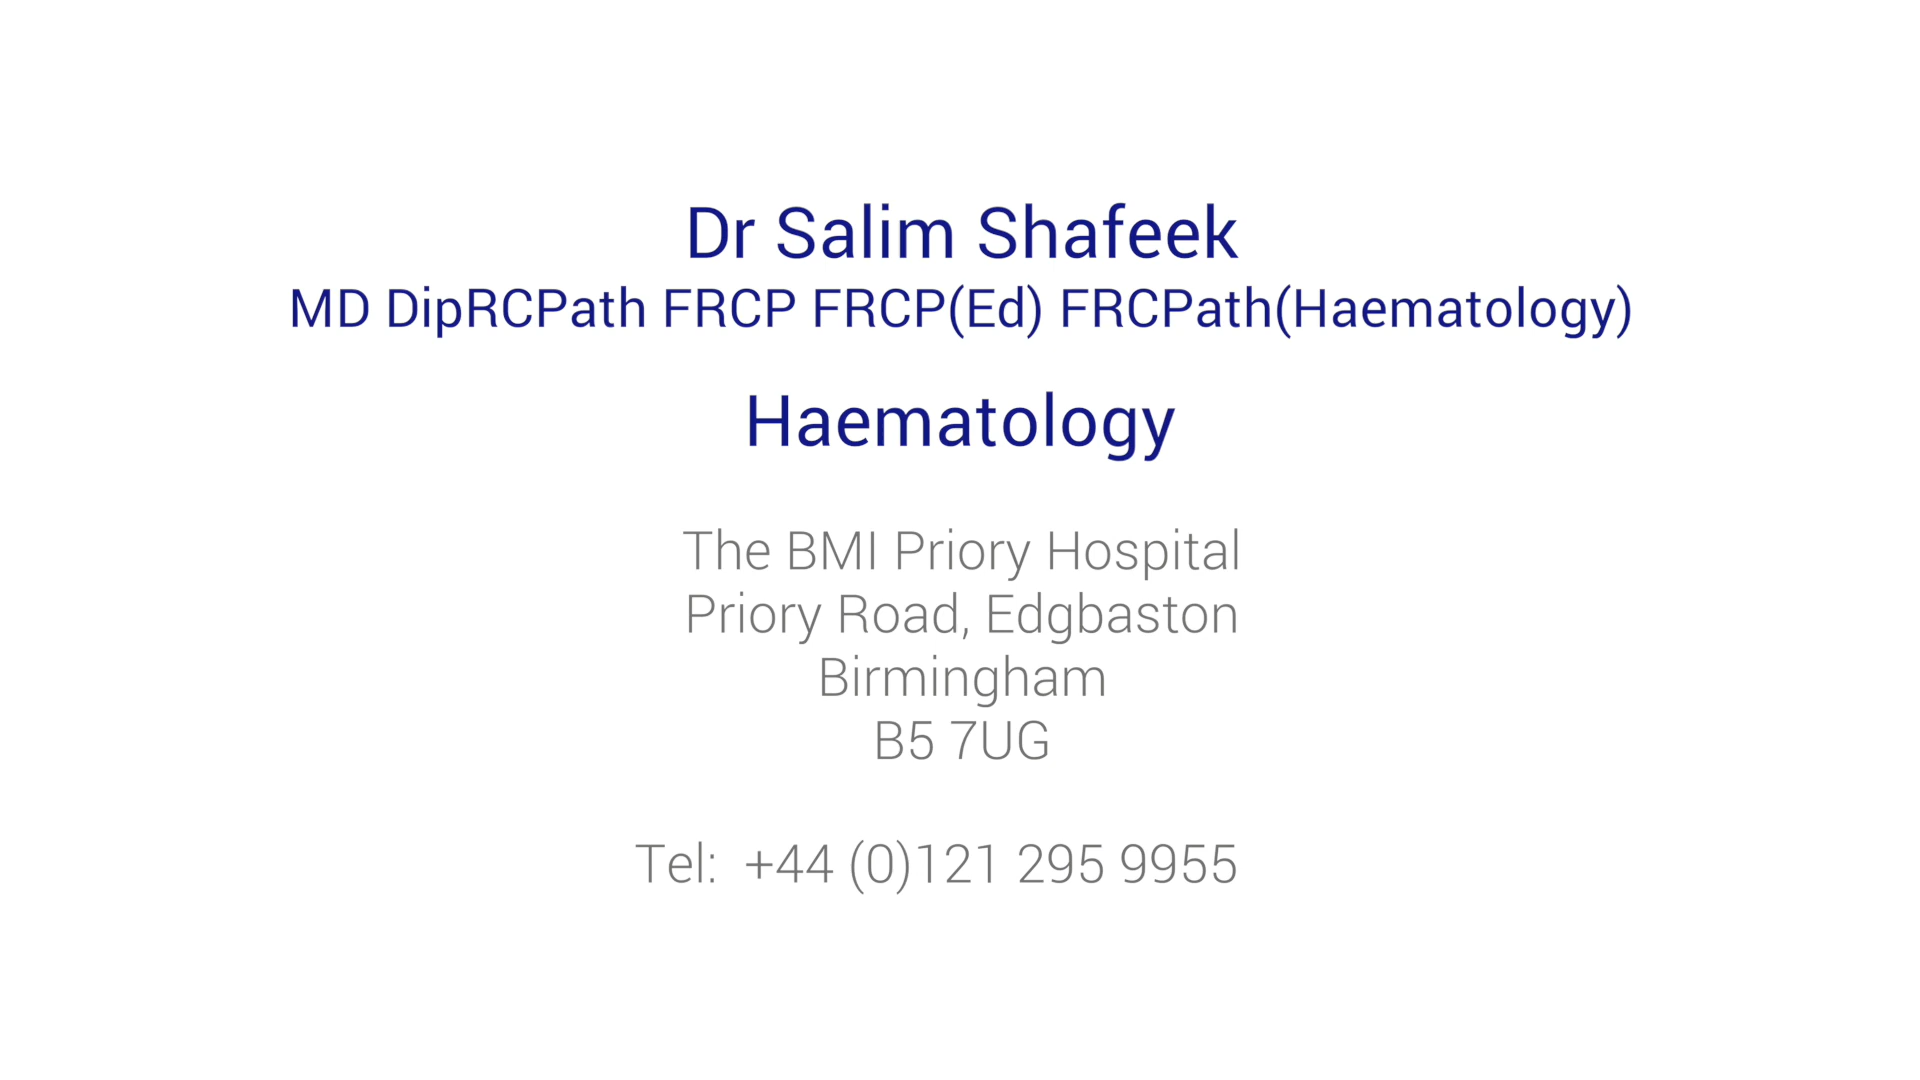 Dr Salim Shafeek
MD DipRCPath FRCP FRCP(Ed) FRCPath(Haematology)
Haematology
The BMI Priory Hospital
Priory Road, Edgbaston
Birmingham
B5 7UG
Tel:  +44 (0)121 295 9955